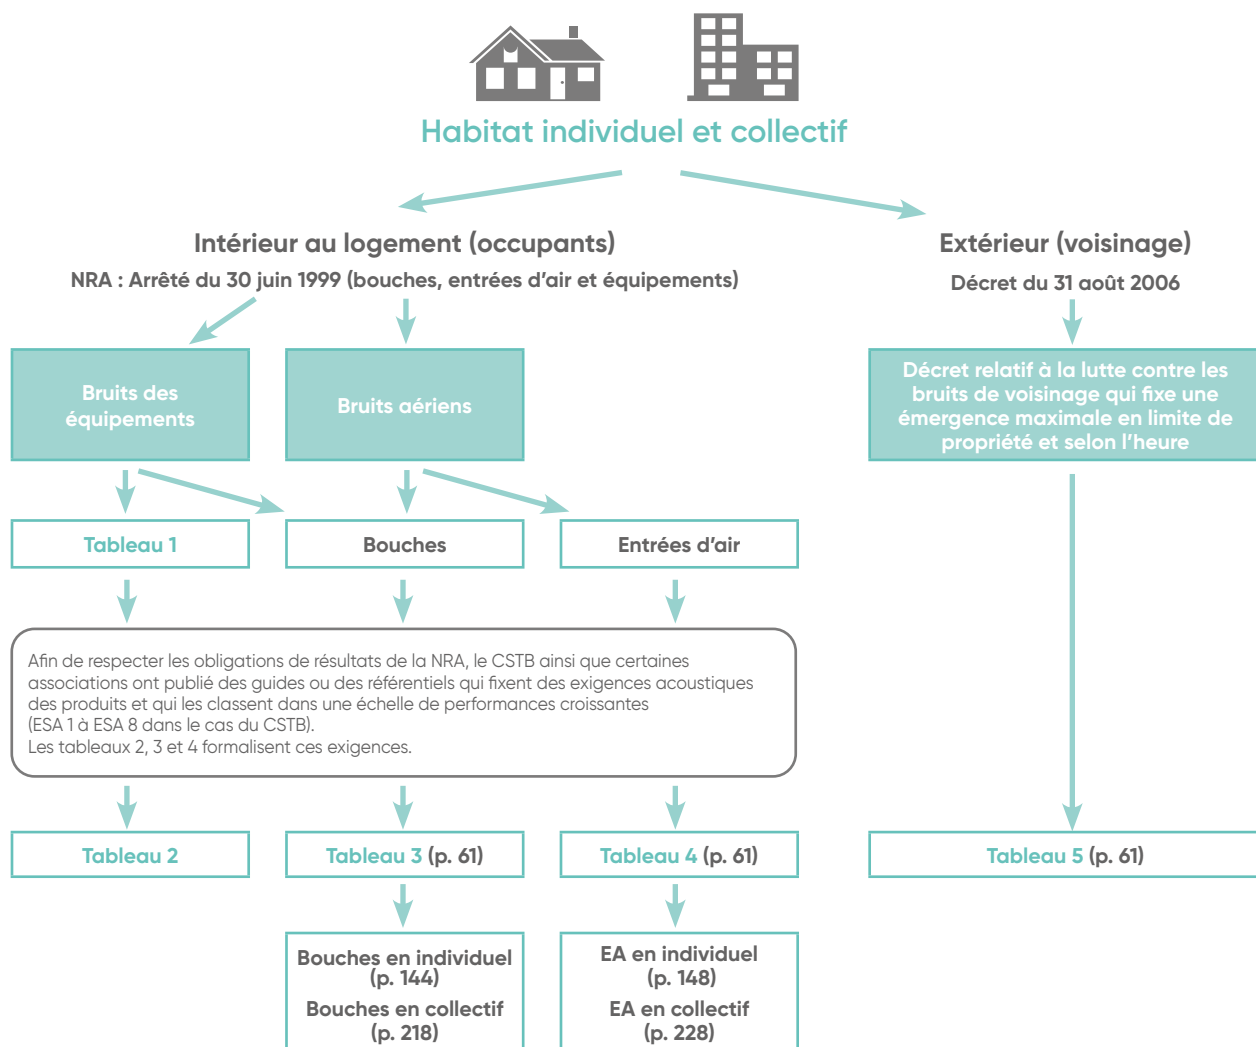 Habitat individuel et collectif
Intérieur au logement (occupants)
NRA : Arrêté du 30 juin 1999 (bouches, entrées d’air et équipements)
Extérieur (voisinage)
Décret du 31 août 2006
Bruits des
équipements
Bruits aériens
Décret relatif à la lutte contre les
bruits de voisinage qui fixe une
émergence maximale en limite de
propriété et selon l’heure
Tableau 1
Bouches
Entrées d’air
Afin de respecter les obligations de résultats de la NRA, le CSTB ainsi que certaines
associations ont publié des guides ou des référentiels qui fixent des exigences acoustiques
des produits et qui les classent dans une échelle de performances croissantes
(ESA 1 à ESA 8 dans le cas du CSTB).
Les tableaux 2, 3 et 4 formalisent ces exigences.
Tableau 2
Tableau 3 (p. 61)
Tableau 4 (p. 61)
Tableau 5 (p. 61)
Bouches en individuel
(p. 144)
Bouches en collectif
(p. 218)
EA en individuel
(p. 148)
EA en collectif
(p. 228)